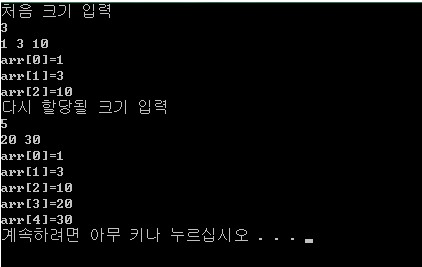 처음 크기 입력
3
1 3 10
arr[0]=1
arr[1]=3
arr[2]=10
다시 할당될 크기 입력
5
20 30
arr[0]=1
arr[1]=3
arr[2]=10
arr[3]=20
arr[4]=30
계속하려면 아무 키나 누르십시오 . . .